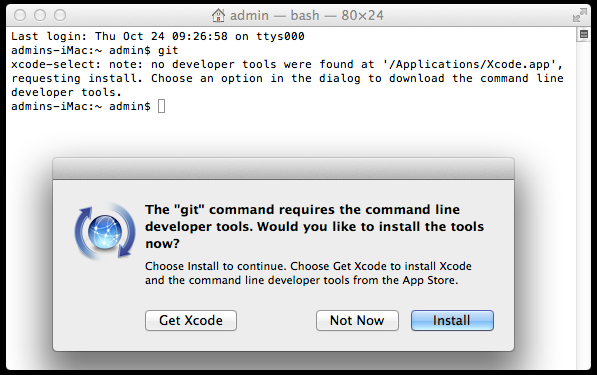 admin — bash — 80×24
Last login: Thu Oct 24 09:26:58 on ttys000
admins-iMac:~ admin$ git
xcode-select: note: no developer tools were found at '/Applications/Xcode.app',
requesting install. Choose an option in the dialog to download the command line
developer tools.
admins-iMac:~ admin$
The "git" command requires the command line
developer tools. Would you like to install the tools
now?
Choose Install to continue. Choose Get Xcode to install Xcode
and the command line developer tools from the App Store.
Get Xcode
Not Now
Install